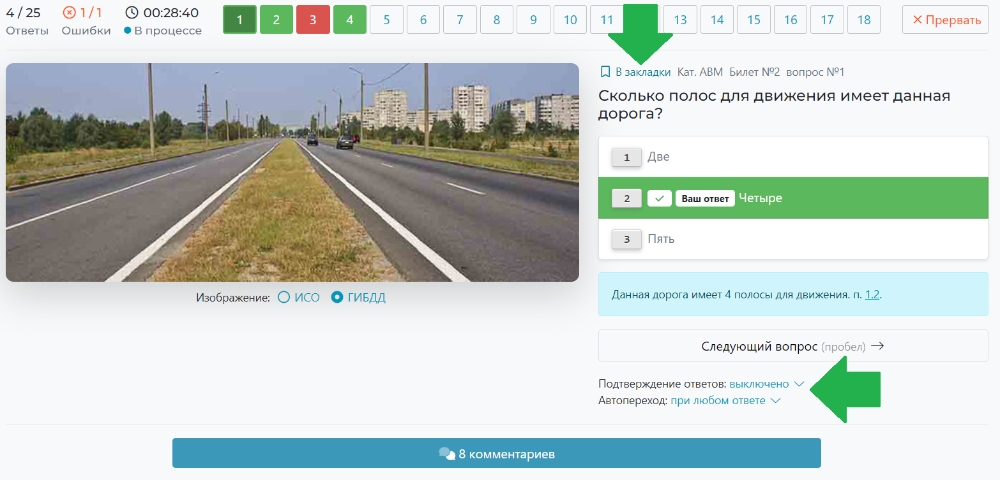 4 / 25
1 / 1
00:28:40
Ответы
Ошибки
В процессе
1 2 3 4 5 6 7 8 9 10 11 13 14 15 16 17 18
Прервать
В закладки Кат. ABM Билет №2 вопрос №1
Сколько полос для движения имеет данная
дорога?
1 Две
2 Ваш ответ Четыре
3 Пять
Изображение: ИСО ГИБДД
Данная дорога имеет 4 полосы для движения. п. 1.2.
Следующий вопрос (пробел)
Подтверждение ответов: выключено
Автопереход: при любом ответе
8 комментариев